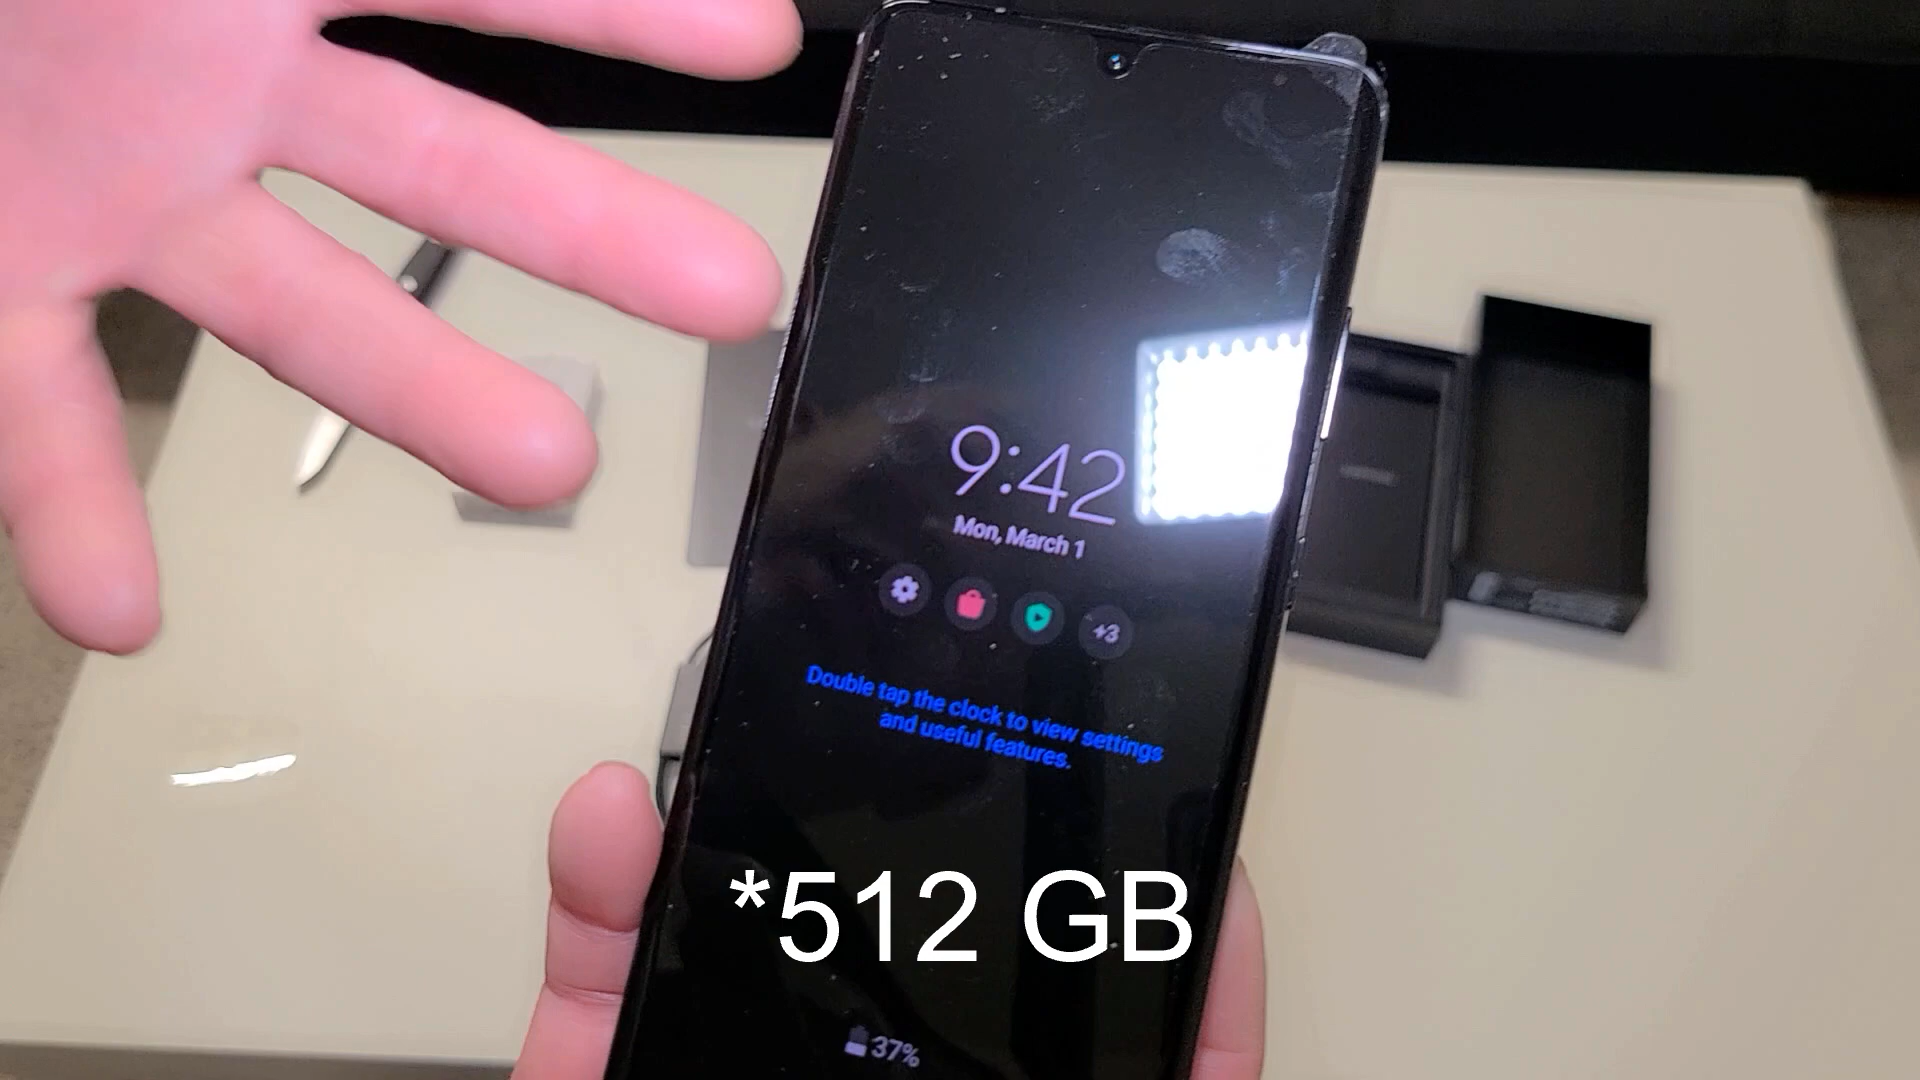 9:42
Mon, March 1
+3
Double tap the clock to view settings
and useful features.
*512 GB
37%